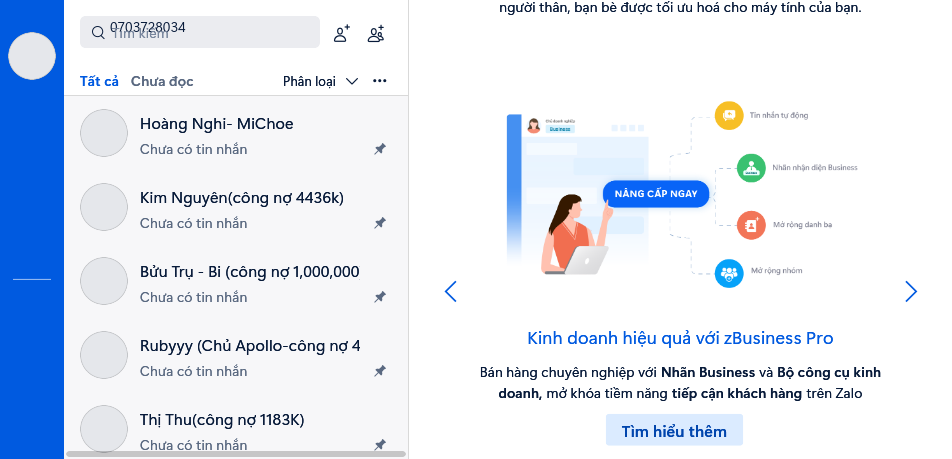 0703728034
Tìm kiếm
Tất cả Chưa đọc Phân loại
Hoàng Nghi- MiChoe
Chưa có tin nhắn
Kim Nguyên(công nợ 4436k)
Chưa có tin nhắn
Bửu Trụ - Bi (công nợ 1,000,000
Chưa có tin nhắn
Rubyyy (Chủ Apollo-công nợ 4
Chưa có tin nhắn
Thị Thu(công nợ 1183K)
Chưa có tin nhắn
người thân, bạn bè được tối ưu hoá cho máy tính của bạn.
Chủ doanh nghiệp
Business
NÂNG CẤP NGAY
Tin nhắn tự động
Nhãn nhận diện Business
Mở rộng danh bạ
Mở rộng nhóm
Kinh doanh hiệu quả với zBusiness Pro
Bán hàng chuyên nghiệp với Nhãn Business và Bộ công cụ kinh
doanh, mở khóa tiềm năng tiếp cận khách hàng trên Zalo
Tìm hiểu thêm